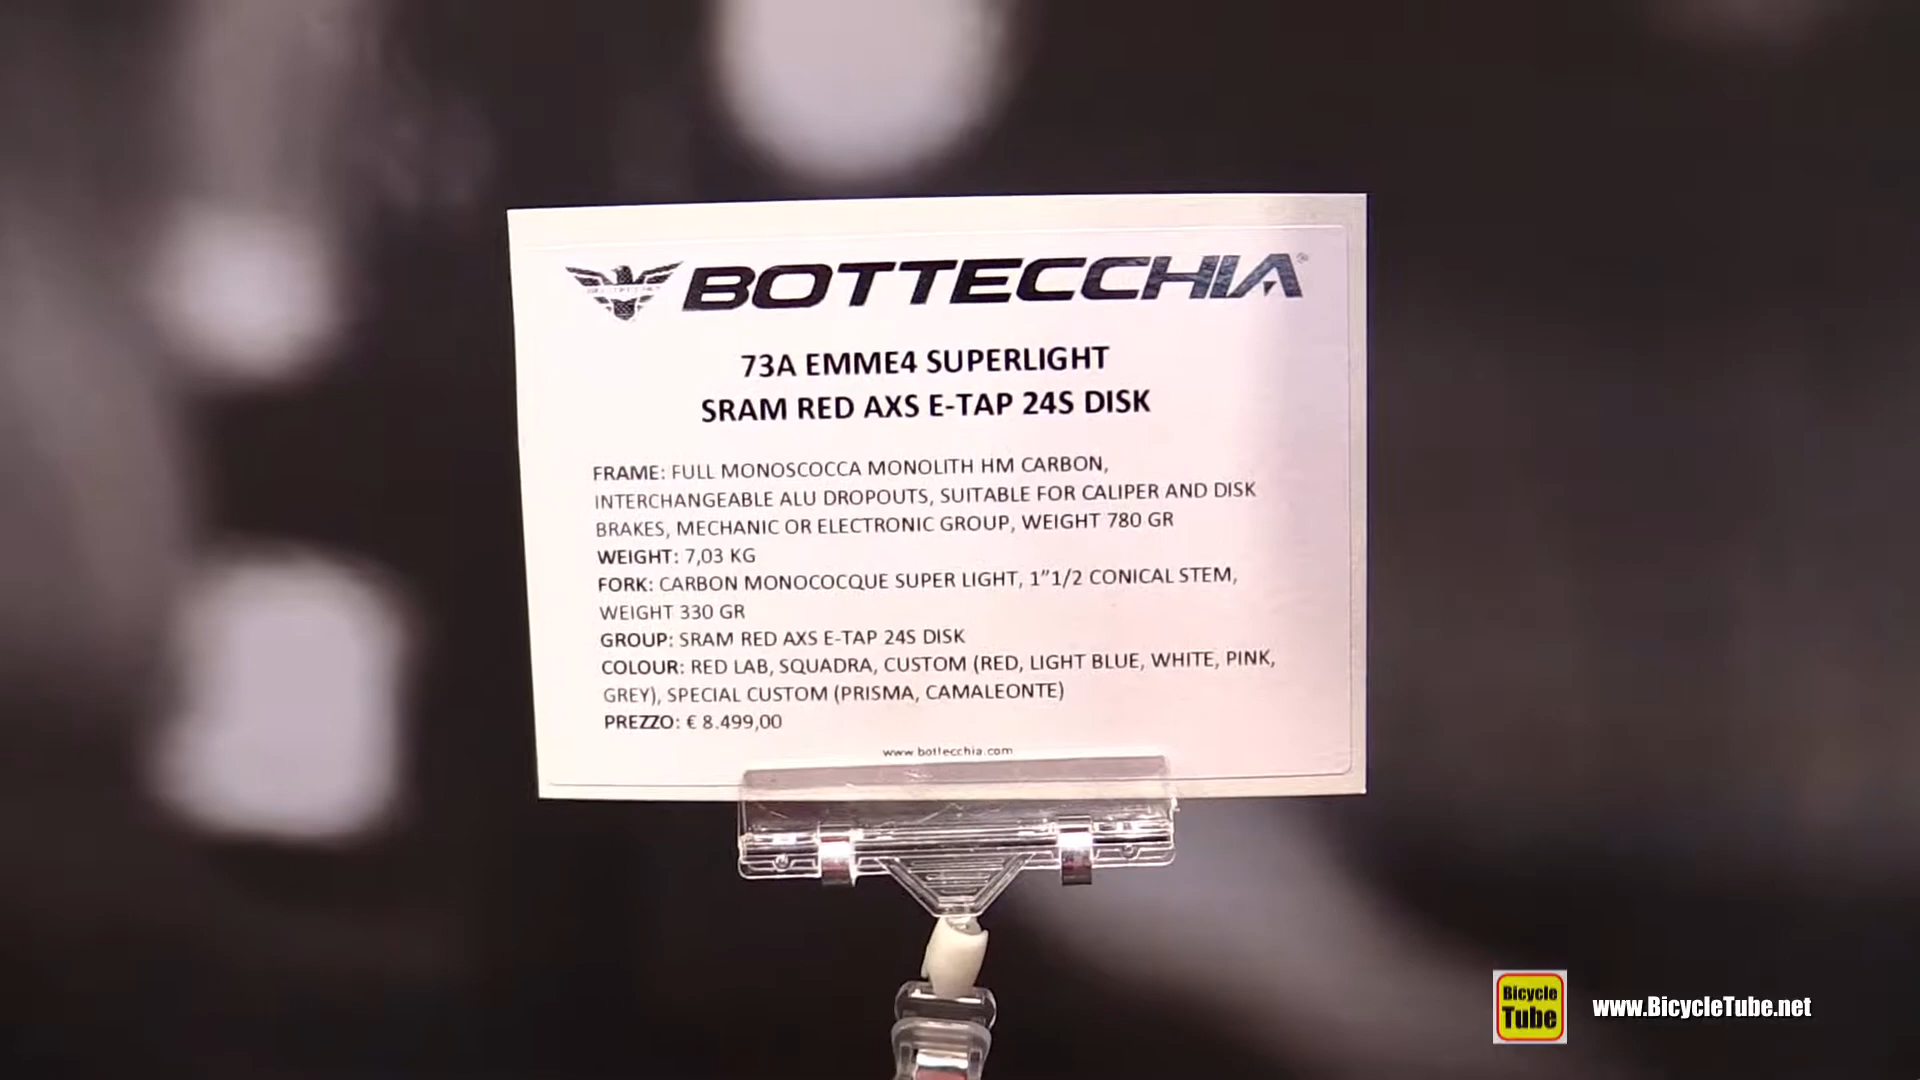 BOTTECCHIA®
73A EMME4 SUPERLIGHT
SRAM RED AXS E-TAP 24S DISK
FRAME: FULL MONOSCOCCA MONOLITH HM CARBON,
INTERCHANGEABLE ALU DROPOUTS, SUITABLE FOR CALIPER AND DISK
BRAKES, MECHANIC OR ELECTRONIC GROUP, WEIGHT 780 GR
WEIGHT: 7,03 KG
FORK: CARBON MONOCOCQUE SUPER LIGHT, 1”1/2 CONICAL STEM,
WEIGHT 330 GR
GROUP: SRAM RED AXS E-TAP 24S DISK
COLOUR: RED LAB, SQUADRA, CUSTOM (RED, LIGHT BLUE, WHITE, PINK,
GREY), SPECIAL CUSTOM (PRISMA, CAMALEONTE)
PREZZO: € 8.499,00
www.bottecchia.com
Bicycle
Tube
www.BicycleTube.net